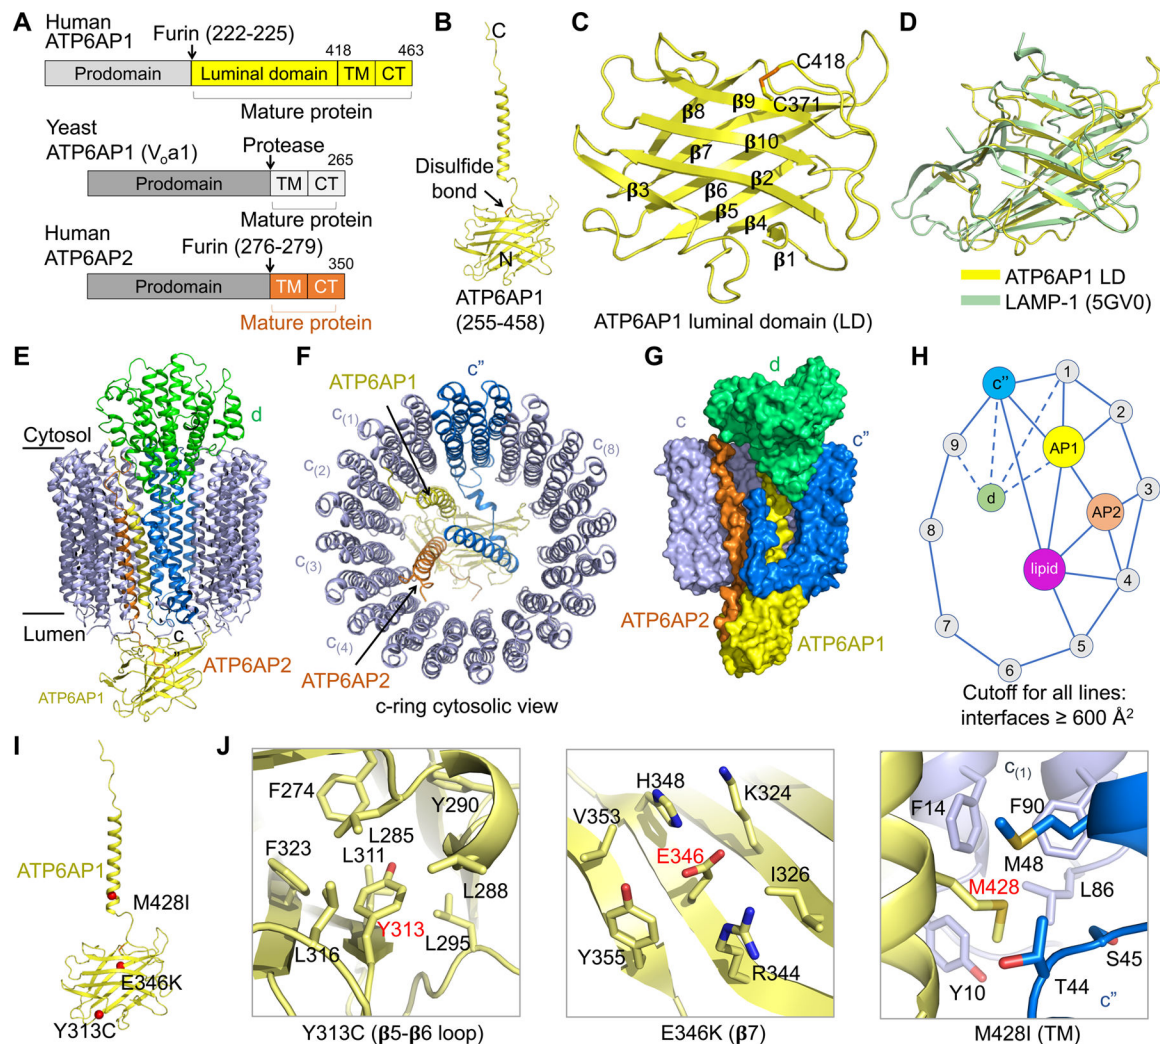 A
Human
ATP6AP1
Furin (222-225)
418
463
Prodomain
Luminal domain
TM
CT
Mature protein
Yeast
ATP6AP1 (Voa1)
Protease
265
Prodomain
TM
CT
Mature protein
Human
ATP6AP2
Furin (276-279)
350
Prodomain
TM
CT
Mature protein
B
C
Disulfide
bond
N
ATP6AP1
(255-458)
C
C418
C371
β9
β8
β10
β7
β2
β3
β6
β5
β4
β1
ATP6AP1 luminal domain (LD)
D
ATP6AP1 LD
LAMP-1 (5GV0)
E
d
Cytosol
Lumen
c
"
ATP6AP2
ATP6AP1
F
c"
ATP6AP1
c(1)
c(2)
c(8)
c(3)
c(4)
ATP6AP2
c-ring cytosolic view
G
d
c
c"
ATP6AP2
ATP6AP1
H
c"
1
2
9
AP1
3
d
AP2
8
lipid
4
7
5
6
Cutoff for all lines:
interfaces ≥ 600 Å2
I
ATP6AP1
M428I
E346K
Y313C
J
F274
Y290
L285
F323
L311
L288
Y313
L316
L295
Y313C (β5-β6 loop)
H348
K324
V353
E346
I326
Y355
R344
E346K (β7)
c(1)
F14
F90
M48
M428
L86
S45
Y10
T44
c"
M428I (TM)